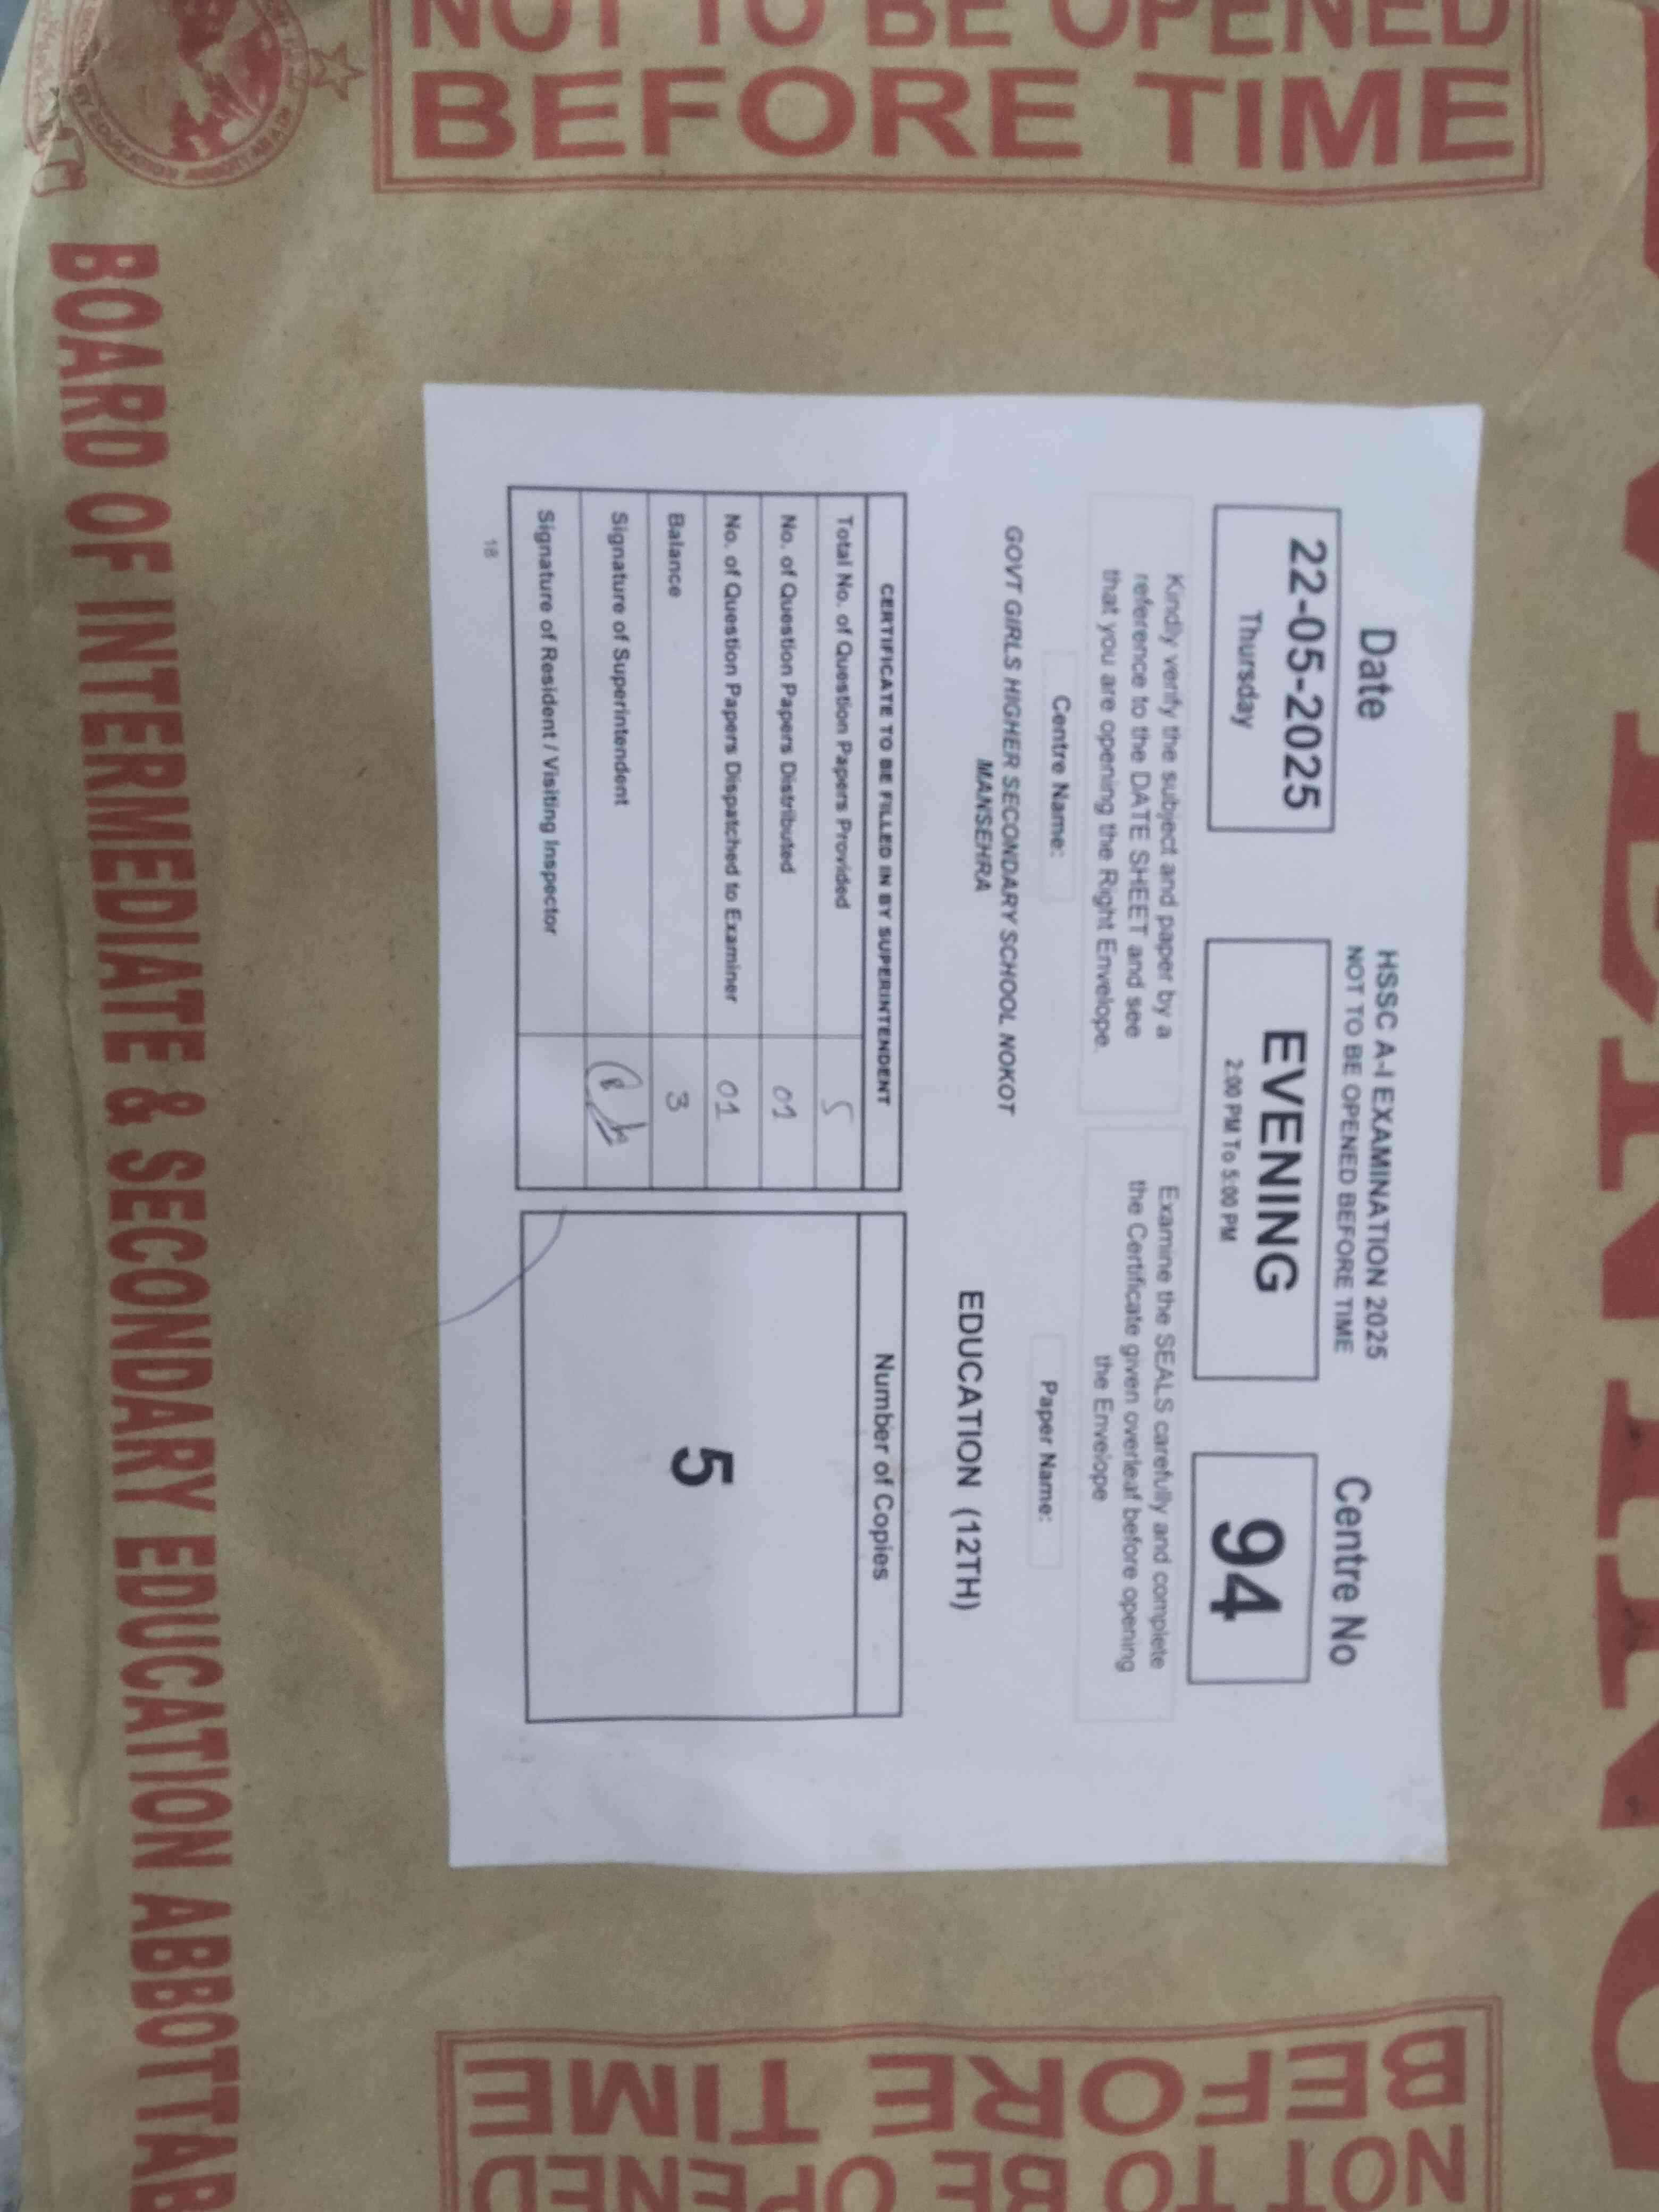 NOT TO BE OPENED
BEFORE TIME
WARNING
Date
22-05-2025
Thursday
HSSC A-I EXAMINATION 2025
NOT TO BE OPENED BEFORE TIME
EVENING
2:00 PM To 5:00 PM
Centre No
94
Kindly verify the subject and paper by a
reference to the DATE SHEET and see
that you are opening the Right Envelope.
Examine the SEALS carefully and complete
the Certificate given overleaf before opening
the Envelope
Centre Name::
GOVT GIRLS HIGHER SECONDARY SCHOOL NOKOT
MANSEHRA
Paper Name:
EDUCATION (12TH)
CERTIFICATE TO BE FILLED IN BY SUPERINTENDENT
Total No. of Question Papers Provided 5
No. of Question Papers Distributed 01
No. of Question Papers Dispatched to Examiner 01
Balance 3
Signature of Superintendent
Signature of Resident / Visiting Inspector
Number of Copies
5
18
BOARD OF INTERMEDIATE & SECONDARY EDUCATION ABBOTTAB
NOT TO BE OPENED
BEFORE TIME